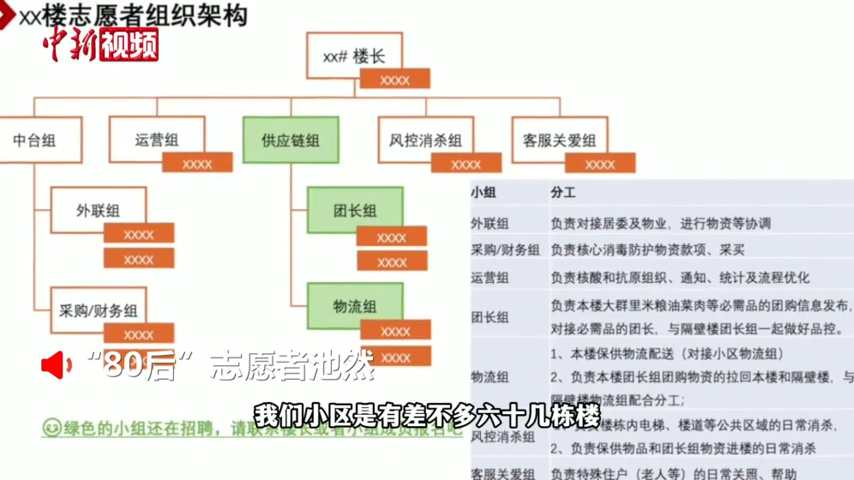 xx楼志愿者组织架构
中新视频
xx# 楼长
xxxx
中台组
运营组
xxxx
供应链组
风控消杀组
xxxx
客服关爱组
xxxx
外联组
xxxx
xxxx
团长组
xxxx
xxxx
采购/财务组
xxxx
物流组
xxxx
xxxx
小组 分工
外联组 负责对接居委及物业，进行物资等协调
采购/财务组 负责核心消毒防护物资款项、采买
运营组 负责核酸和抗原组织、通知、统计及流程优化
团长组 负责本楼大群里米粮油菜肉等必需品的团购信息发布，
对接必需品的团长，与隔壁楼团长组一起做好品控。
物流组 1、本楼保供物流配送（对接小区物流组）
2、负责本楼团长组团购物资的拉回本楼和隔壁楼，与
隔壁楼物流组配合分工；
风控消杀组 负责楼栋内电梯、楼道等公共区域的日常消杀，
2、负责保供物品和团长组物资进楼的日常消杀
客服关爱组 负责特殊住户（老人等）的日常关照、帮助
“80后”志愿者池然
我们小区是有差不多六十几栋楼
绿色的小组还在招聘，请联系楼长或者小组成员报名吧